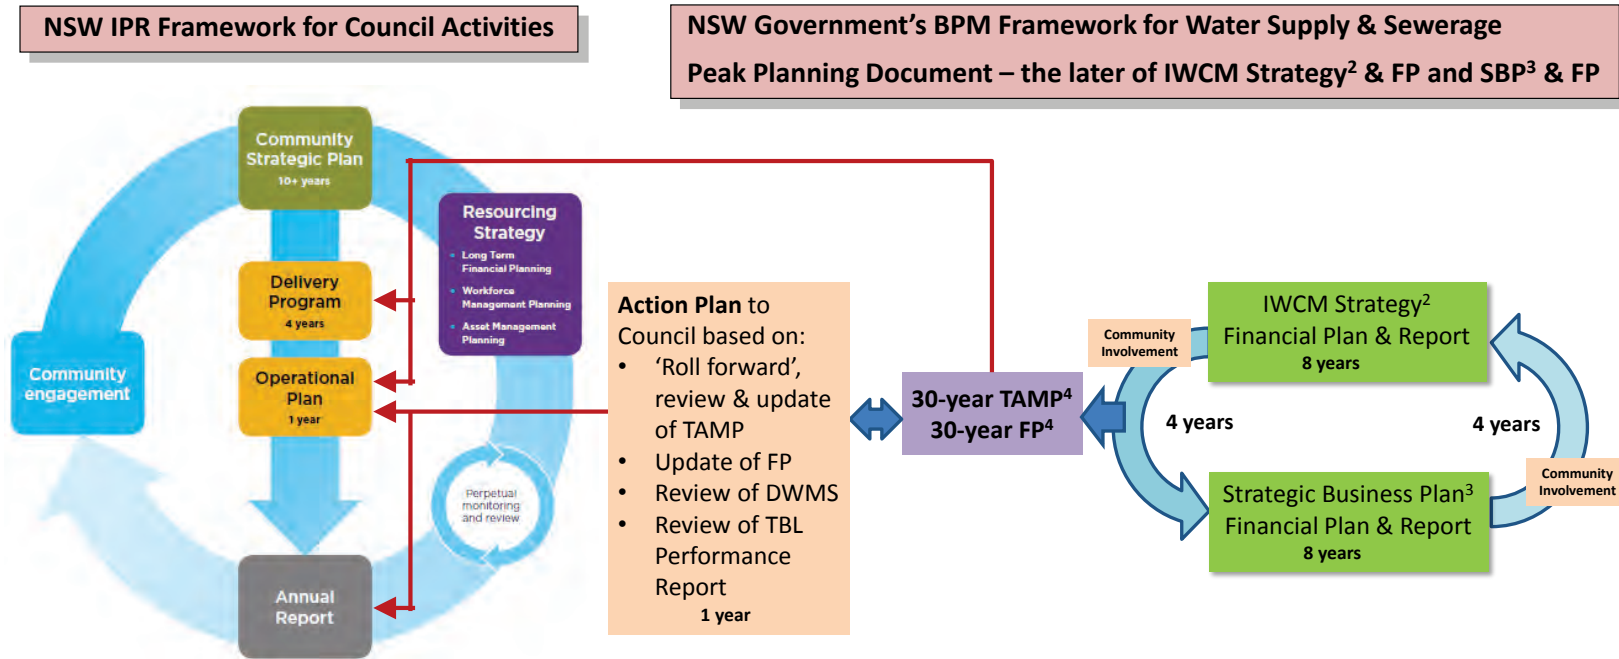 NSW IPR Framework for Council Activities
NSW Government’s BPM Framework for Water Supply & Sewerage
Peak Planning Document – the later of IWCM Strategy² & FP and SBP³ & FP
Community
Strategic Plan
10+ years
Resourcing
Strategy
• Long Term
Financial Planning
• Workforce
Management Planning
• Asset Management
Planning
Delivery
Program
4 years
Community
engagement
Operational
Plan
1 year
Perpetual
monitoring
and review
Annual
Report
Action Plan to
Council based on:
• ‘Roll forward’,
review & update
of TAMP
• Update of FP
• Review of DWMS
• Review of TBL
Performance
Report
1 year
30-year TAMP⁴
30-year FP⁴
IWCM Strategy²
Financial Plan & Report
8 years
Community
Involvement
4 years
4 years
Community
Involvement
Strategic Business Plan³
Financial Plan & Report
8 years